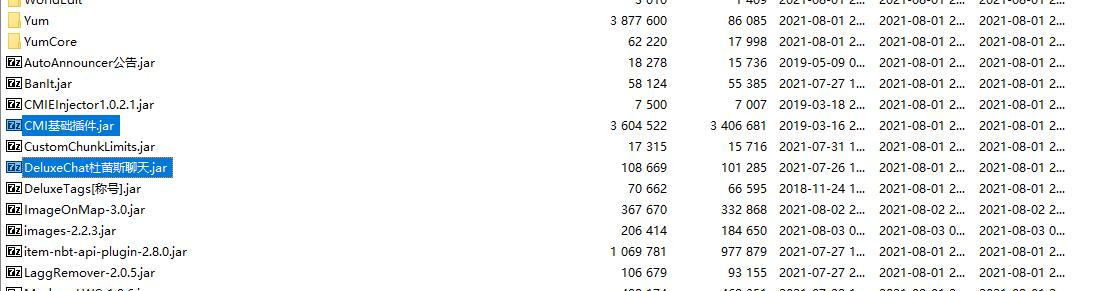 Yum 3 877 600 86 085 2021-08-01 2... 2021-08-01 2... 2021-08-01 2...
YumCore 62 220 17 998 2021-08-01 2... 2021-08-01 2... 2021-08-01 2...
AutoAnnouncer公告.jar 18 278 15 736 2019-05-09 0... 2021-08-01 2... 2021-08-01 2...
BanIt.jar 58 124 55 385 2021-07-27 1... 2021-08-01 2... 2021-08-01 2...
CMIEInjector1.0.2.1.jar 7 500 7 007 2019-03-18 2... 2021-08-01 2... 2021-08-01 2...
CMI基础插件.jar 3 604 522 3 406 681 2019-03-16 2... 2021-08-01 2... 2021-08-01 2...
CustomChunkLimits.jar 17 315 15 716 2021-07-31 1... 2021-08-01 2... 2021-08-01 2...
DeluxeChat杜苗斯聊天.jar 108 669 101 285 2021-07-26 1... 2021-08-01 2... 2021-08-01 2...
DeluxeTags[称号].jar 70 662 66 595 2018-11-24 1... 2021-08-01 2... 2021-08-01 2...
ImageOnMap-3.0.jar 367 670 332 868 2021-08-02 2... 2021-08-02 2... 2021-08-02 2...
images-2.2.3.jar 206 414 184 650 2021-08-03 0... 2021-08-03 0... 2021-08-03 0...
item-nbt-api-plugin-2.8.0.jar 1 069 781 977 879 2021-07-27 1... 2021-08-01 2... 2021-08-01 2...
LaggRemover-2.0.5.jar 106 679 93 155 2021-07-27 2... 2021-08-01 2... 2021-08-01 2...